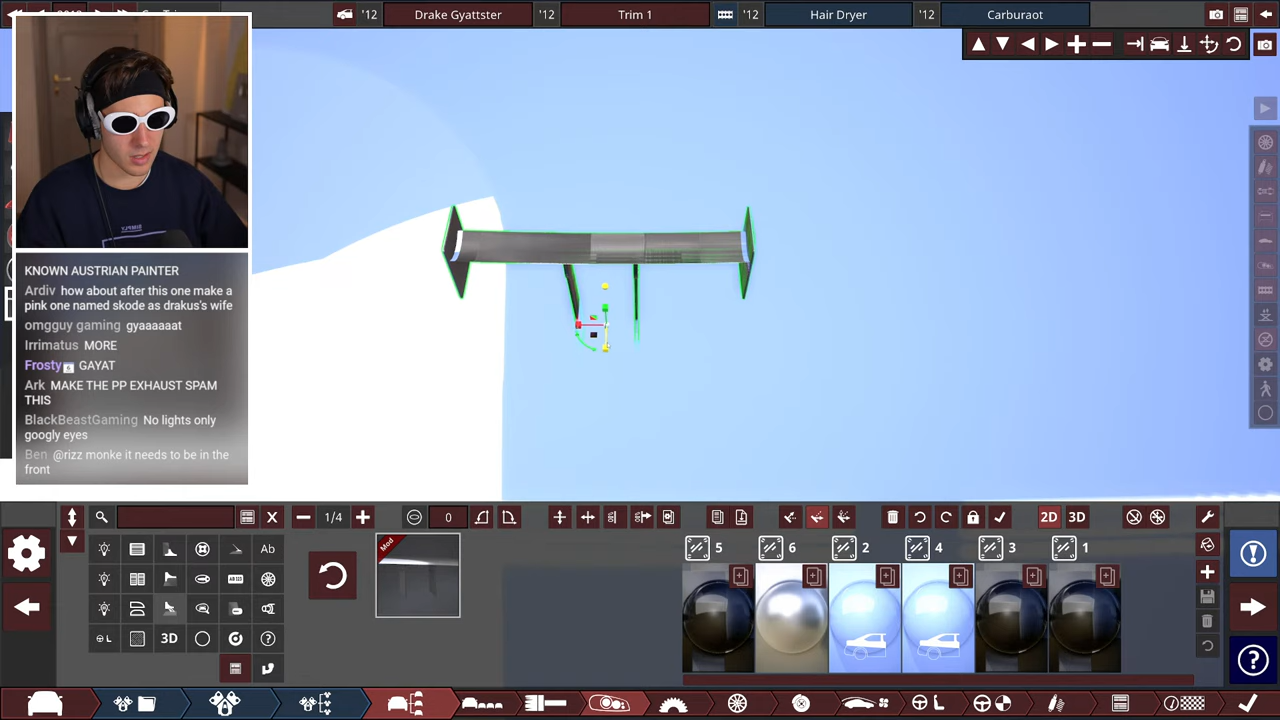 '12 Drake Gyattster '12 Trim 1 '12 Hair Dryer '12 Carburaot
KNOWN AUSTRIAN PAINTER
Ardiv how about after this one make a
pink one named skode as drakus's wife
omgguy gaming gyaaaaaat
Irrimatus MORE
Frosty GAYAT
Ark MAKE THE PP EXHAUST SPAM
THIS
BlackBeastGaming No lights only
googly eyes
Ben @rizz monke it needs to be in the
front
1/4 0 2D 3D
Mod 5 6 2 4 3 1
Ab
L 3D